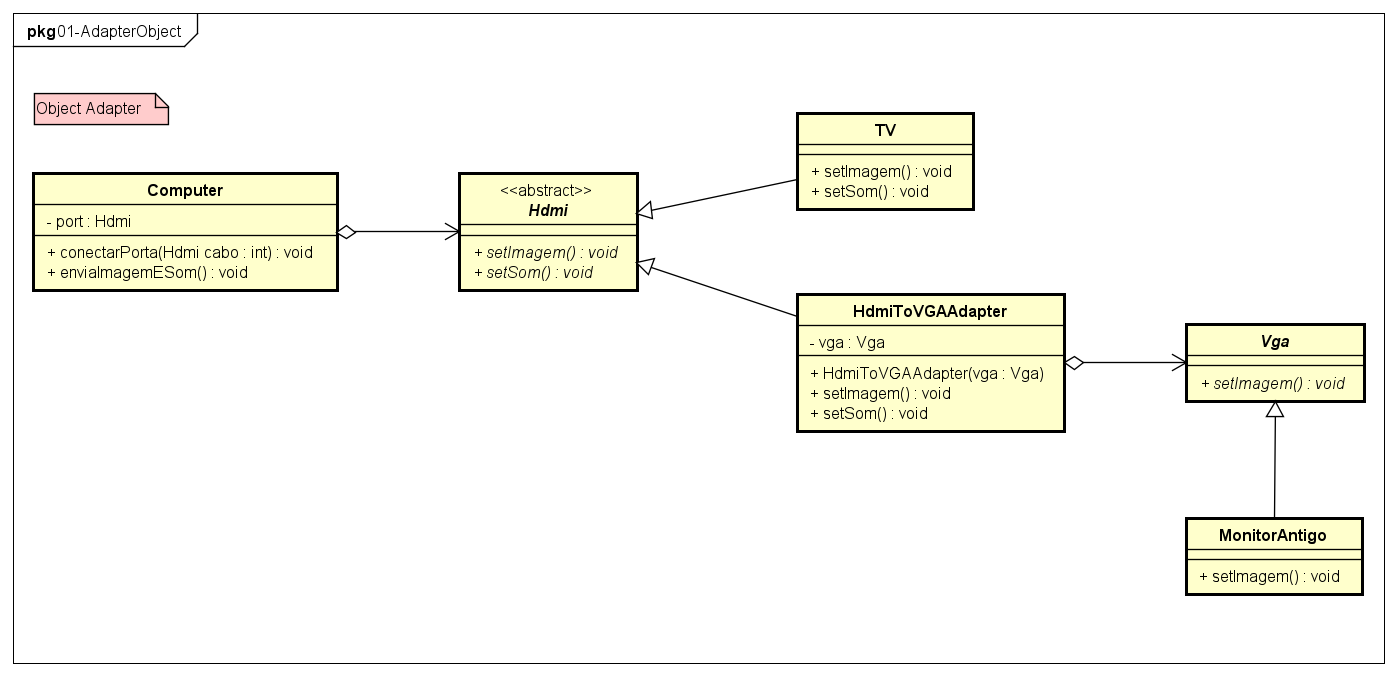 pkg 01-AdapterObject
Object Adapter
Computer
- port : Hdmi
+ conectarPorta(Hdmi cabo : int) : void
+ enviaImagemESom() : void
<<abstract>>
Hdmi
+ setImagem() : void
+ setSom() : void
TV
+ setImagem() : void
+ setSom() : void
HdmiToVGAAdapter
- vga : Vga
+ HdmiToVGAAdapter(vga : Vga)
+ setImagem() : void
+ setSom() : void
Vga
+ setImagem() : void
MonitorAntigo
+ setImagem() : void